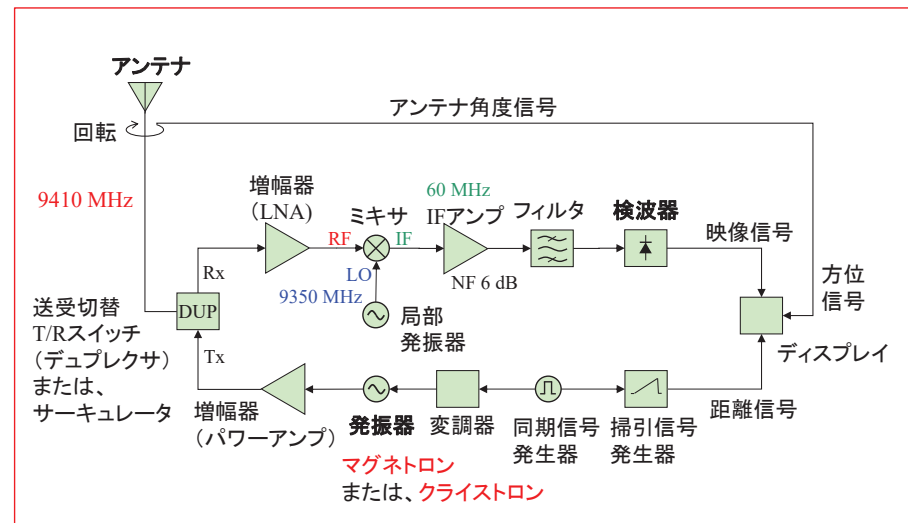 アンテナ
アンテナ角度信号
回転
9410 MHz
増幅器
(LNA)
ミキサ
60 MHz
IFアンプ
フィルタ
検波器
映像信号
RF
IF
LO
9350 MHz
NF 6 dB
Rx
局部
発振器
方位
信号
送受切替
T/Rスイッチ
(デュプレクサ)
または、
サーキュレータ
DUP
Tx
ディスプレイ
増幅器
(パワーアンプ)
発振器
変調器
同期信号
発生器
掃引信号
発生器
距離信号
マグネトロン
または、クライストロン